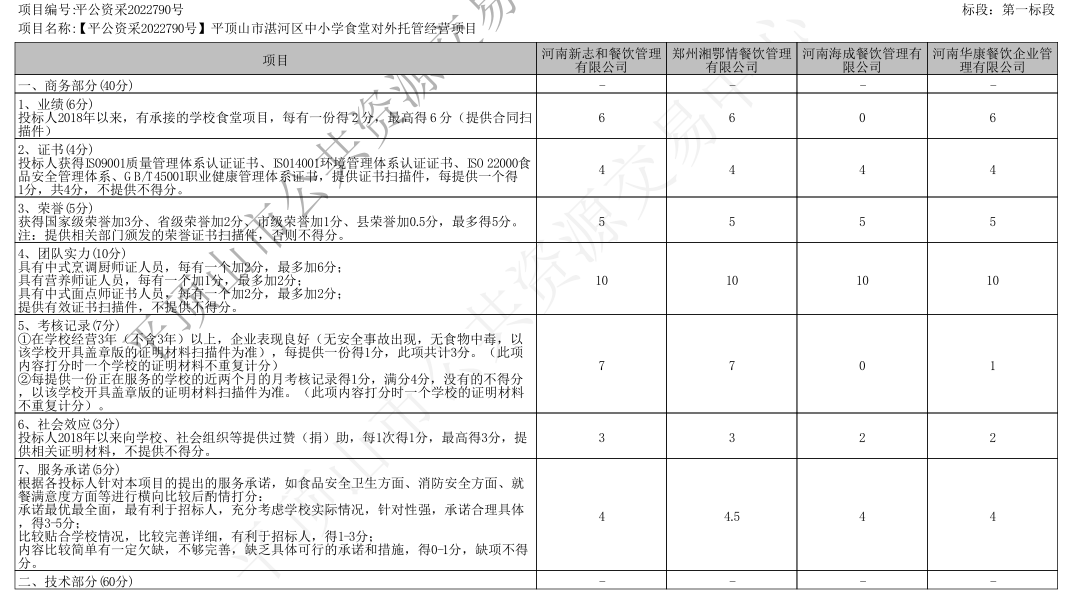 项目编号:平公资采2022790号
标段: 第一标段
项目名称:【平公资采2022790号】平顶山市湛河区中小学食堂对外托管经营项目
项目
河南新志和餐饮管理
有限公司
郑州湘鄂情餐饮管理
有限公司
河南海成餐饮管理有
限公司
河南华康餐饮企业管
理有限公司
一、商务部分(40分)
–
–
–
–
1、业绩(6分)
投标人2018年以来，有承接的学校食堂项目，每有一份得2分，最高得6分（提供合同扫
描件）
6
6
0
6
2、证书(4分)
投标人获得IS09001质量管理体系认证证书、IS014001环境管理体系认证证书、ISO 22000食
品安全管理体系、GB/T45001职业健康管理体系证书，提供证书扫描件，每提供一个得
1分，共4分，不提供不得分。
4
4
4
4
3、荣誉(5分)
获得国家级荣誉加3分、省级荣誉加2分、市级荣誉加1分、县荣誉加0.5分，最多得5分。
注：提供相关部门颁发的荣誉证书扫描件，否则不得分。
5
5
5
5
4、团队实力(10分)
具有中式烹调厨师证人员，每有一个加2分，最多加6分；
具有营养师证人员，每有一个加1分，最多加2分；
具有中式面点师证书人员，每有一个加2分，最多加2分；
提供有效证书扫描件，不提供不得分。
10
10
10
10
5、考核记录(7分)
①在学校经营3年（不含3年）以上，企业表现良好（无安全事故出现，无食物中毒，以
该学校开具盖章版的证明材料扫描件为准），每提供一份得1分，此项共计3分。（此项
内容打分时一个学校的证明材料不重复计分）
②每提供一份正在服务的学校的近两个月的月考核记录得1分，满分4分，没有的不得分
，以该学校开具盖章版的证明材料扫描件为准。（此项内容打分时一个学校的证明材料
不重复计分）。
7
7
0
1
6、社会效应(3分)
投标人2018年以来向学校、社会组织等提供过赞（捐）助，每1次得1分，最高得3分，提
供相关证明材料，不提供不得分。
3
3
2
2
7、服务承诺(5分)
根据各投标人针对本项目的提出的服务承诺，如食品安全卫生方面、消防安全方面、就
餐满意度方面等进行横向比较后酌情打分：
承诺最优最全面，最有利于招标人，充分考虑学校实际情况，针对性强，承诺合理具体
，得3-5分；
比较贴合学校情况，比较完善详细，有利于招标人，得1-3分；
内容比较简单有一定欠缺，不够完善，缺乏具体可行的承诺和措施，得0-1分，缺项不得
分。
4
4.5
4
4
二、技术部分(60分)
–
–
–
–
平顶山市公共资源交易中心
平顶山市公共资源交易中心